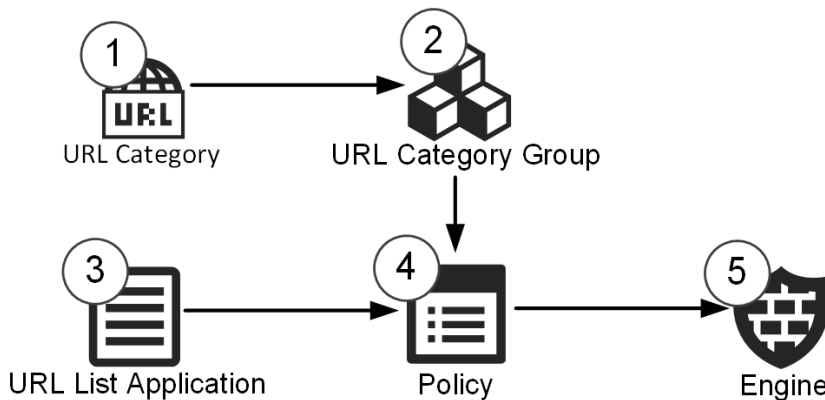 1
2
URL
URL Category
URL Category Group
3
4
5
URL List Application
Policy
Engine